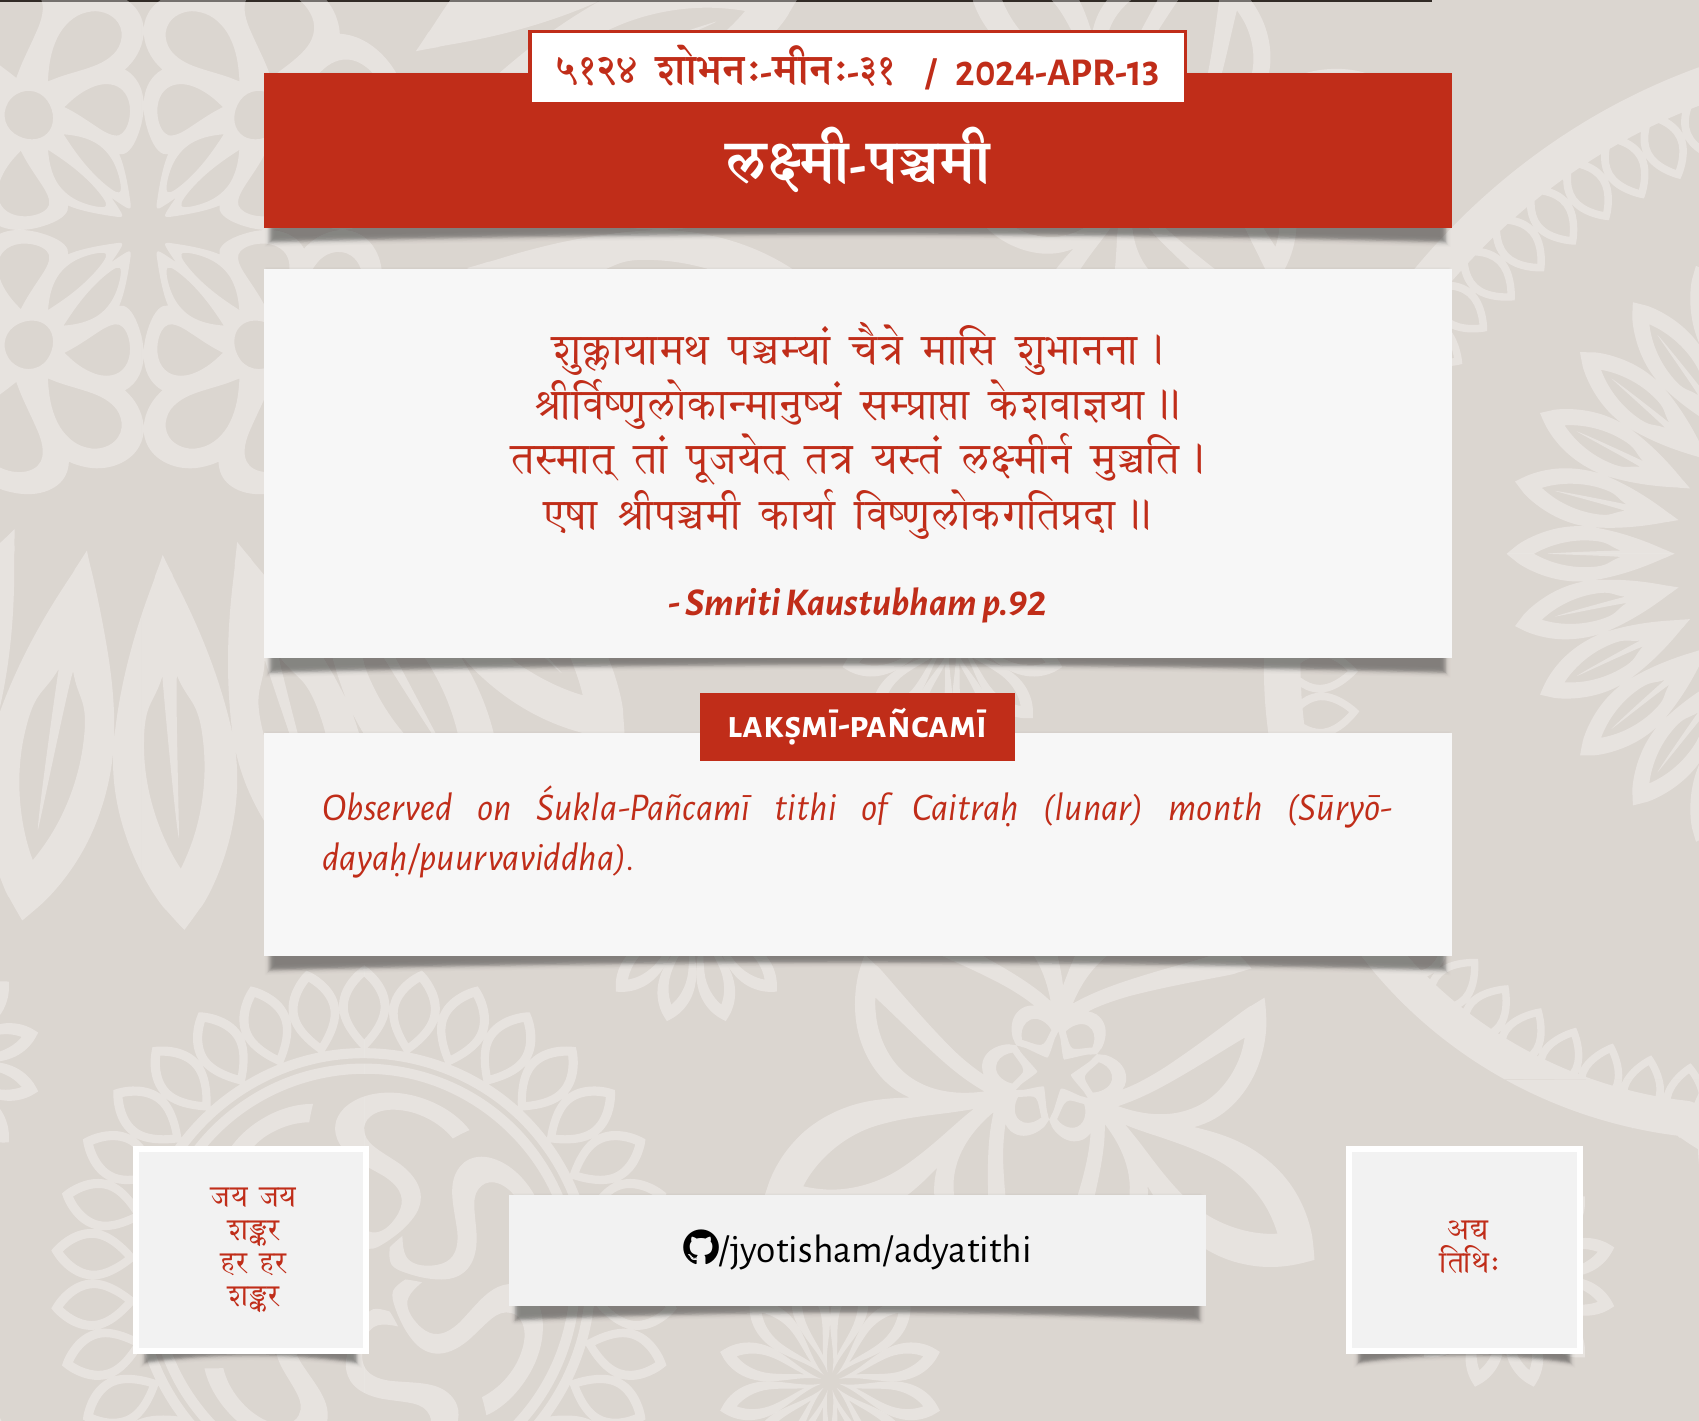 ५१२४ शोभनः-मीनः-३१ / 2024-APR-13
लक्ष्मी-पञ्चमी
शुक्लायामथ पञ्चम्यां चैत्रे मासि शुभानना ।
श्रीर्विष्णुलोकान्मानुष्यं सम्प्राप्ता केशवाज्ञया ॥
तस्मात् तां पूजयेत् तत्र यस्तं लक्ष्मीर्न मुञ्चति ।
एषा श्रीपञ्चमी कार्या विष्णुलोकगतिप्रदा ॥
- Smriti Kaustubham p.92
LAKṢMĪ-PAÑCAMĪ
Observed on Śukla-Pañcamī tithi of Caitraḥ (lunar) month (Sūryō-
dayaḥ/puurvaviddha).
जय जय
शङ्कर
हर हर
शङ्कर
/jyotisham/adyatithi
अद्य
तिथिः